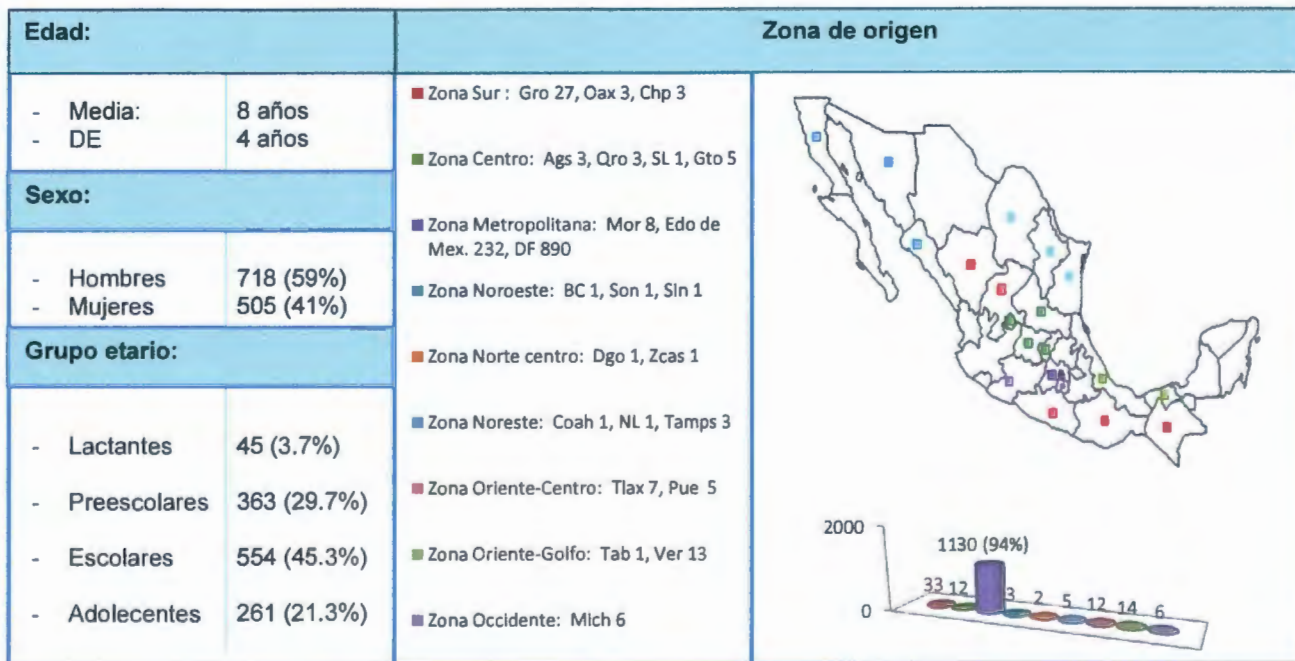 Edad:
- Media: 8 años
- DE 4 años
Sexo:
- Hombres 718 (59%)
- Mujeres 505 (41%)
Grupo etario:
- Lactantes 45 (3.7%)
- Preescolares 363 (29.7%)
- Escolares 554 (45.3%)
- Adolecentes 261 (21.3%)
Zona de origen
Zona Sur : Gro 27, Oax 3, Chp 3
Zona Centro: Ags 3, Qro 3, SL 1, Gto 5
Zona Metropolitana: Mor 8, Edo de
Mex. 232, DF 890
Zona Noroeste: BC 1, Son 1, Sln 1
Zona Norte centro: Dgo 1, Zcas 1
Zona Noreste: Coah 1, NL 1, Tamps 3
Zona Oriente-Centro: Tlax 7, Pue 5
Zona Oriente-Golfo: Tab 1, Ver 13
Zona Occidente: Mich 6
2000
0
1130 (94%)
33 12 3 2 5 12 14 6